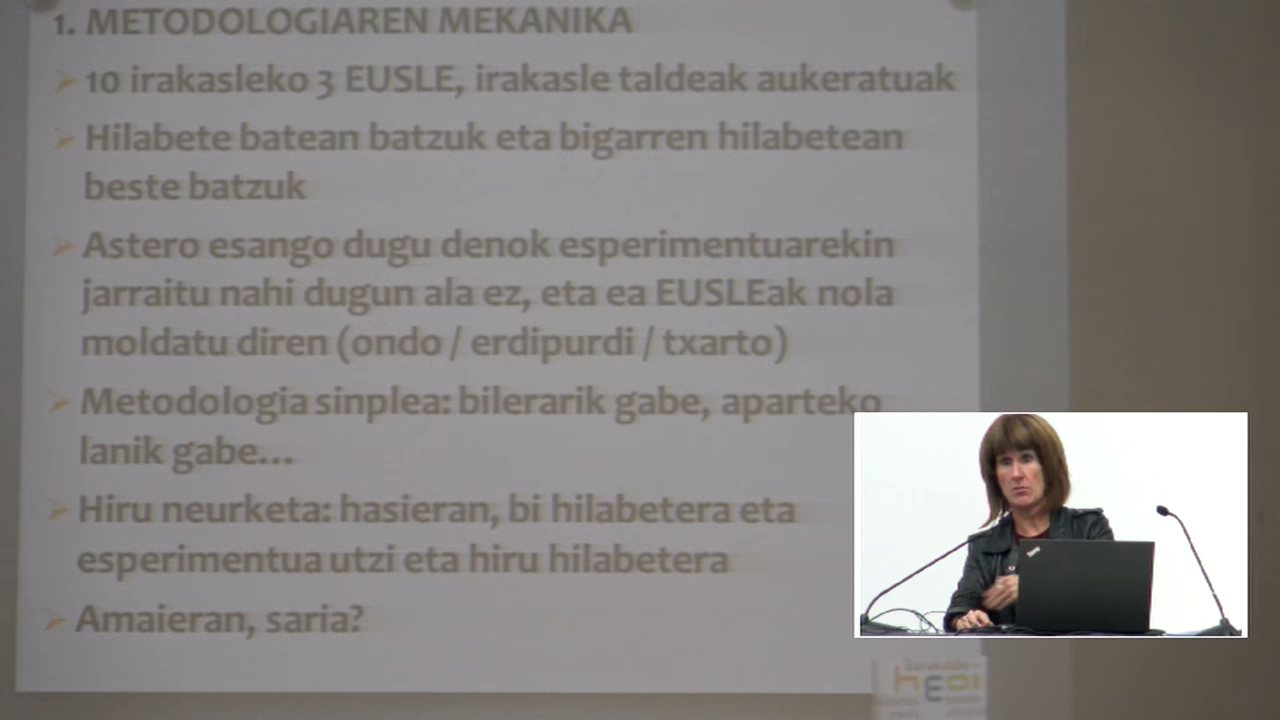 1. METODOLOGIAREN MEKANIKA
10 irakasleko 3 EUSLE, irakasle taldeak aukeratuak
Hilabete batean batzuk eta bigarren hilabetean
beste batzuk
Astero esango dugu denok esperimentuarekin
jarraitu nahi dugun ala ez, eta ea EUSLEak nola
moldatu diren (ondo / erdipurdi / txarto)
Metodologia sinplea: bilerarik gabe, aparteko
lanik gabe...
Hiru neurketa: hasieran, bi hilabetera eta
esperimentua utzi eta hiru hilabetera
Amaieran, saria?